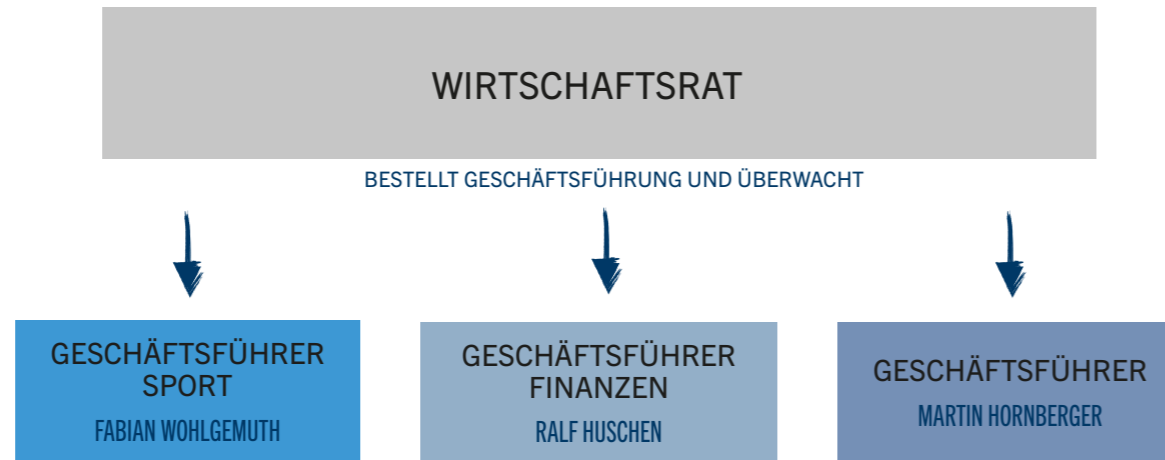 WIRTSCHAFTSRAT
BESTELLT GESCHÄFTSFÜHRUNG UND ÜBERWACHT
GESCHÄFTSFÜHRER
SPORT
FABIAN WOHLGEMUTH
GESCHÄFTSFÜHRER
FINANZEN
RALF HUSCHEN
GESCHÄFTSFÜHRER
MARTIN HORNBERGER